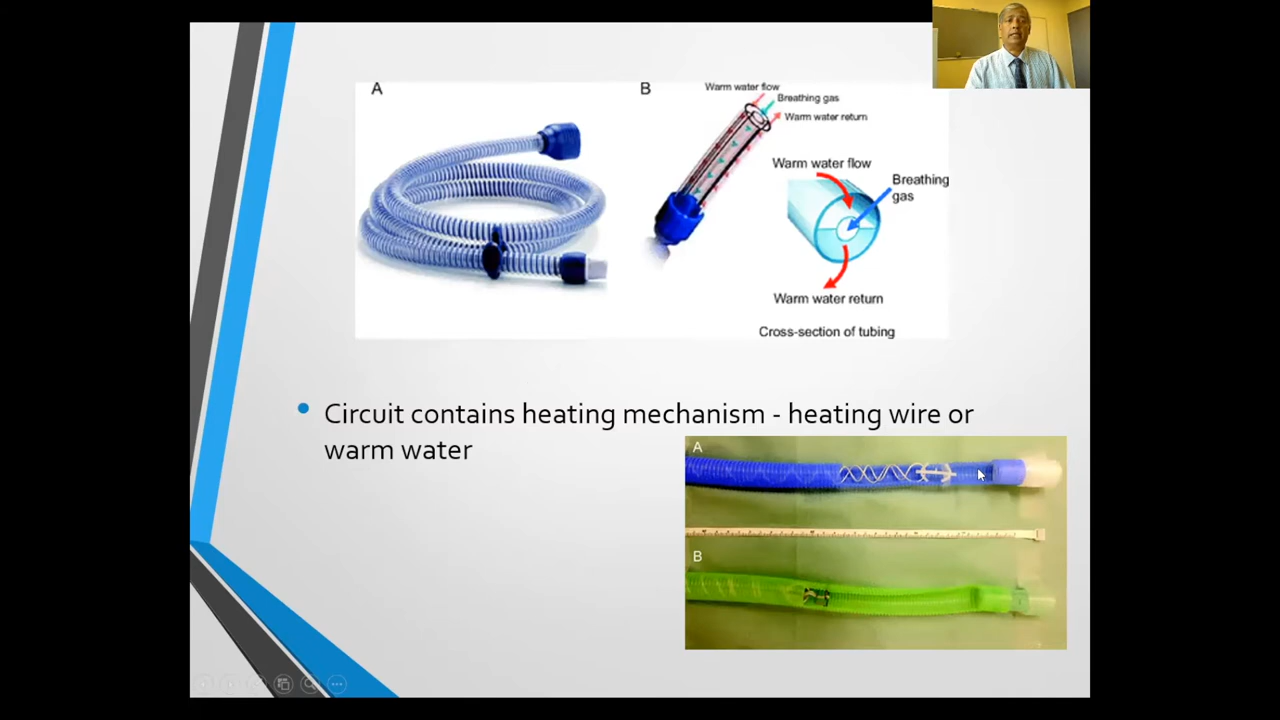 A
B
Warm water flow
Breathing gas
Warm water return
Warm water flow
Breathing
gas
Warm water return
Cross-section of tubing
Circuit contains heating mechanism - heating wire or
warm water
A
B